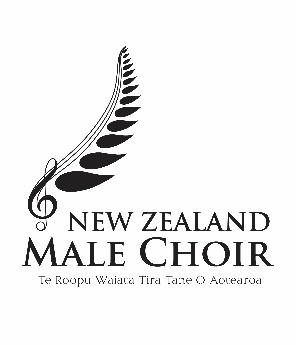 NEW ZEALAND
MALE CHOIR
Te Roopu Waiata Tira Tane O Aotearoa